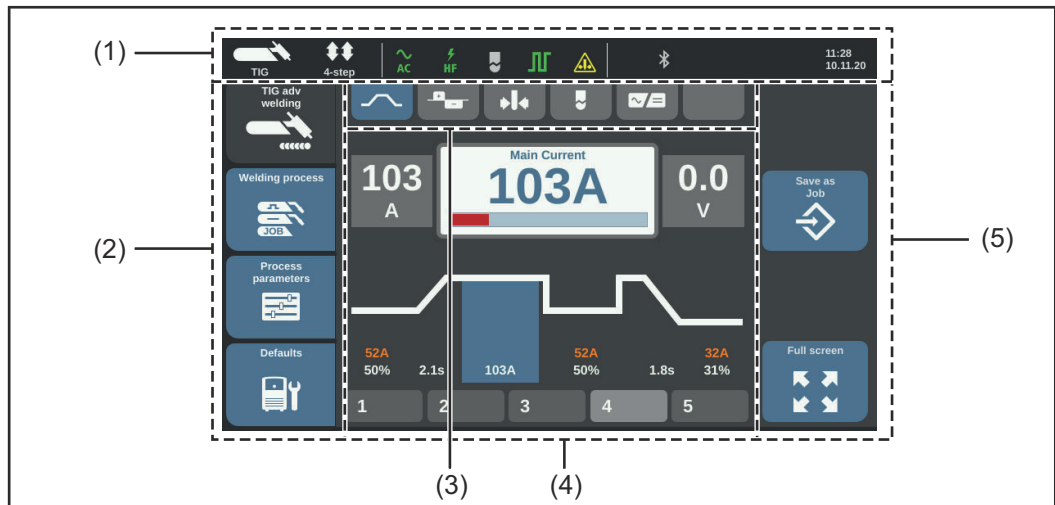 (1)
TIG
4-step
AC
HF
11:28
10.11.20
TIG adv
welding
Welding process
JOB
Process
parameters
Defaults
(2)
103
A
Main Current
103A
0.0
V
52A
50%
2.1s
103A
52A
50%
1.8s
32A
31%
1
2
3
4
5
Save as
Job
Full screen
(5)
(3)
(4)